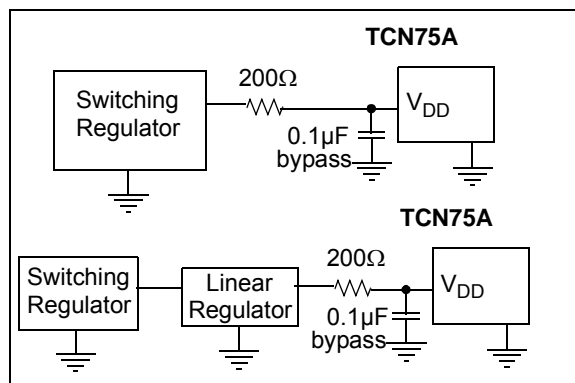 TCN75A
200Ω
Switching
Regulator
V_DD
0.1µF
bypass
TCN75A
200Ω
Switching
Regulator
Linear
Regulator
V_DD
0.1µF
bypass